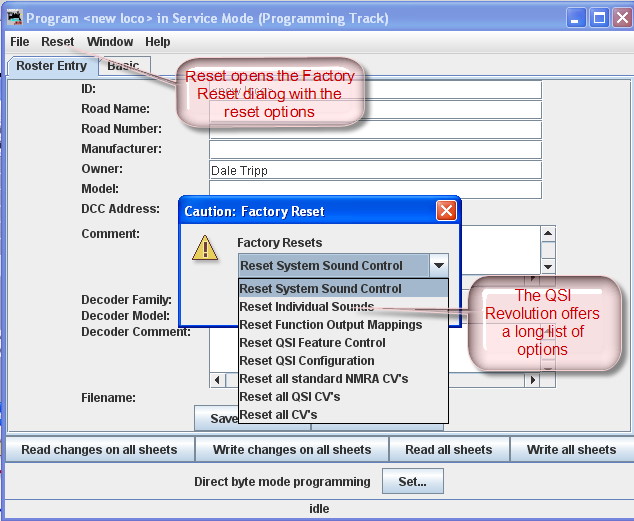 Program <new loco> in Service Mode (Programming Track)
File Reset Window Help
Roster Entry Basic
Reset opens the Factory
Reset dialog with the
reset options
ID:
Road Name:
Road Number:
Manufacturer:
Owner: Dale Tripp
Model:
DCC Address:
Caution: Factory Reset
Comment:
Factory Resets
Reset System Sound Control
Reset System Sound Control
Reset Individual Sounds
Reset Function Output Mappings
Reset QSI Feature Control
Reset QSI Configuration
Reset all standard NMRA CV's
Reset all QSI CV's
Reset all CV's
The QSI
Revolution offers
a long list of
options
Decoder Family:
Decoder Model:
Decoder Comment:
Filename:
Save
Read changes on all sheets Write changes on all sheets Read all sheets Write all sheets
Direct byte mode programming Set...
idle